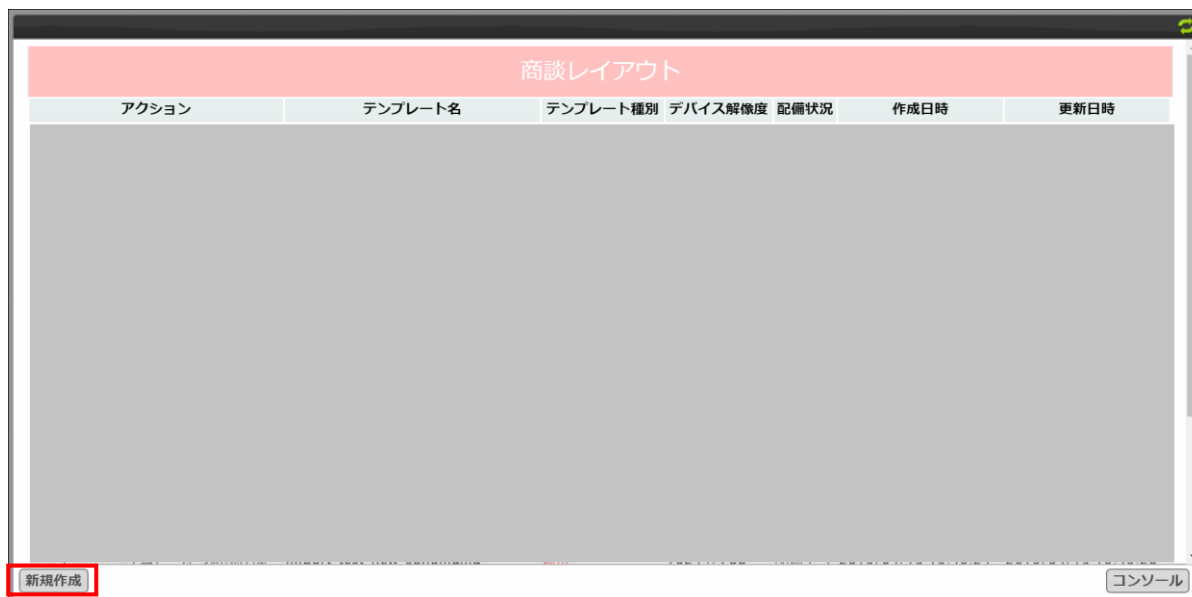 商談レイアウト
アクション テンプレート名 テンプレート種別 デバイス解像度 配備状況 作成日時 更新日時
新規作成 コンソール